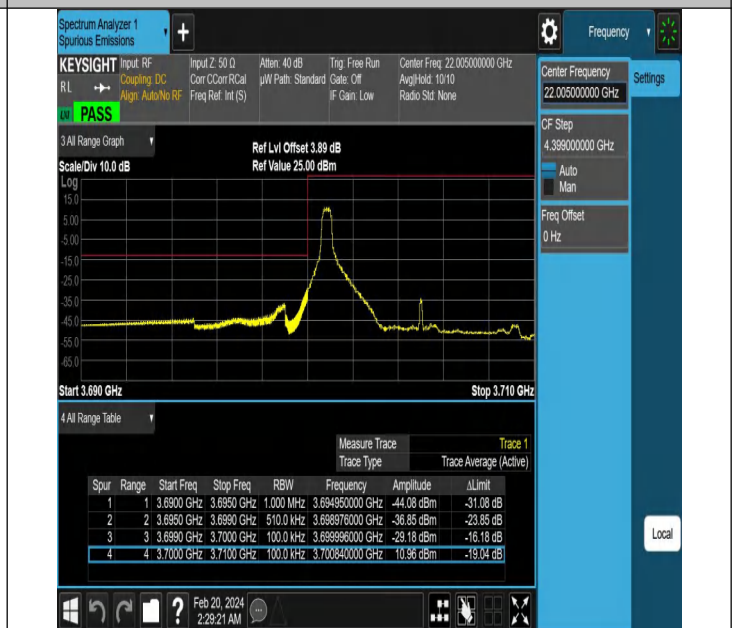 Spectrum Analyzer 1
Spurious Emissions
Frequency
KEYSIGHT Input: RF Input Z: 50 Ω Atten: 40 dB Trig: Free Run Center Freq: 22.005000000 GHz
RL Coupling: DC Corr CCorr RCal µW Path: Standard Gate: Off Avg|Hold: 10/10
Align: Auto/No RF Freq Ref: Int (S) IF Gain: Low Radio Std: None
PASS
Center Frequency
22.005000000 GHz
Settings
CF Step
4.399000000 GHz
Auto
Man
Freq Offset
0 Hz
3 All Range Graph
Ref Lvl Offset 3.89 dB
Scale/Div 10.0 dB Ref Value 25.00 dBm
Log
15.0
5.00
-5.00
-15.0
-25.0
-35.0
-45.0
-55.0
-65.0
Start 3.690 GHz Stop 3.710 GHz
4 All Range Table
Measure Trace Trace 1
Trace Type Trace Average (Active)
Spur Range Start Freq Stop Freq RBW Frequency Amplitude ΔLimit
1 1 3.6900 GHz 3.6950 GHz 1.000 MHz 3.694950000 GHz -44.08 dBm -31.08 dB
2 2 3.6950 GHz 3.6990 GHz 510.0 kHz 3.698976000 GHz -36.85 dBm -23.85 dB
3 3 3.6990 GHz 3.7000 GHz 100.0 kHz 3.699996000 GHz -29.18 dBm -16.18 dB
4 4 3.7000 GHz 3.7100 GHz 100.0 kHz 3.700840000 GHz 10.96 dBm -19.04 dB
Local
Feb 20, 2024
2:29:21 AM